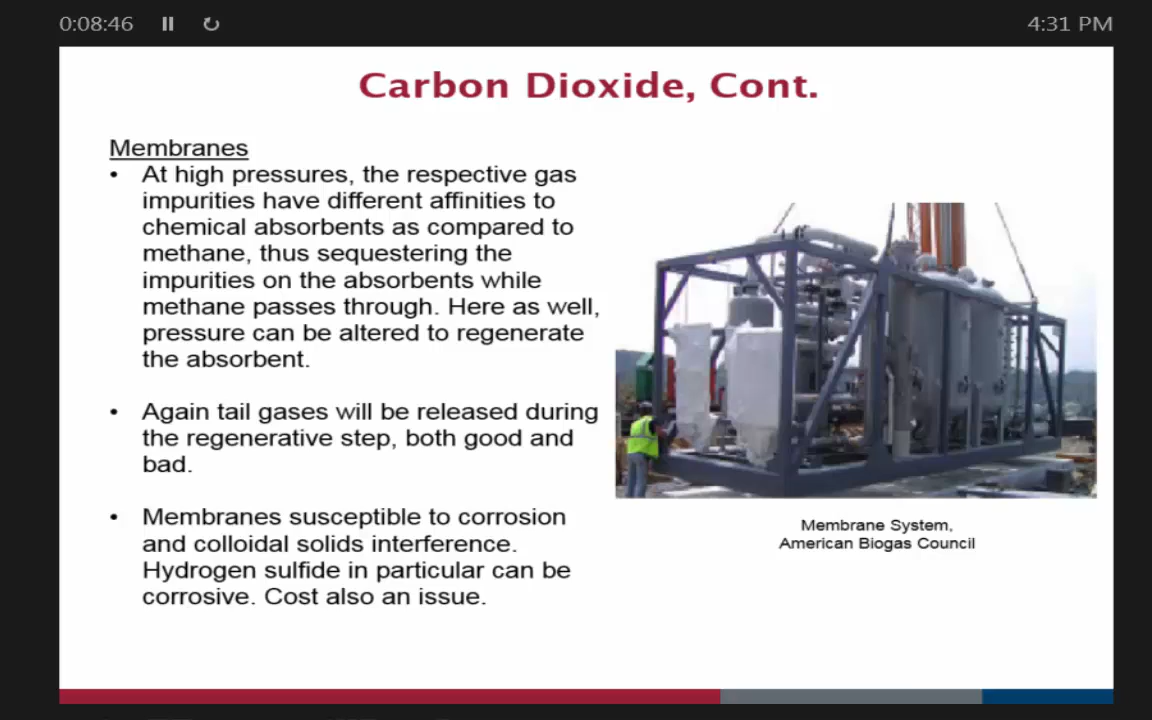 0:08:46
4:31 PM
Carbon Dioxide, Cont.
Membranes
• At high pressures, the respective gas
impurities have different affinities to
chemical absorbents as compared to
methane, thus sequestering the
impurities on the absorbents while
methane passes through. Here as well,
pressure can be altered to regenerate
the absorbent.
• Again tail gases will be released during
the regenerative step, both good and
bad.
• Membranes susceptible to corrosion
and colloidal solids interference.
Hydrogen sulfide in particular can be
corrosive. Cost also an issue.
Membrane System,
American Biogas Council